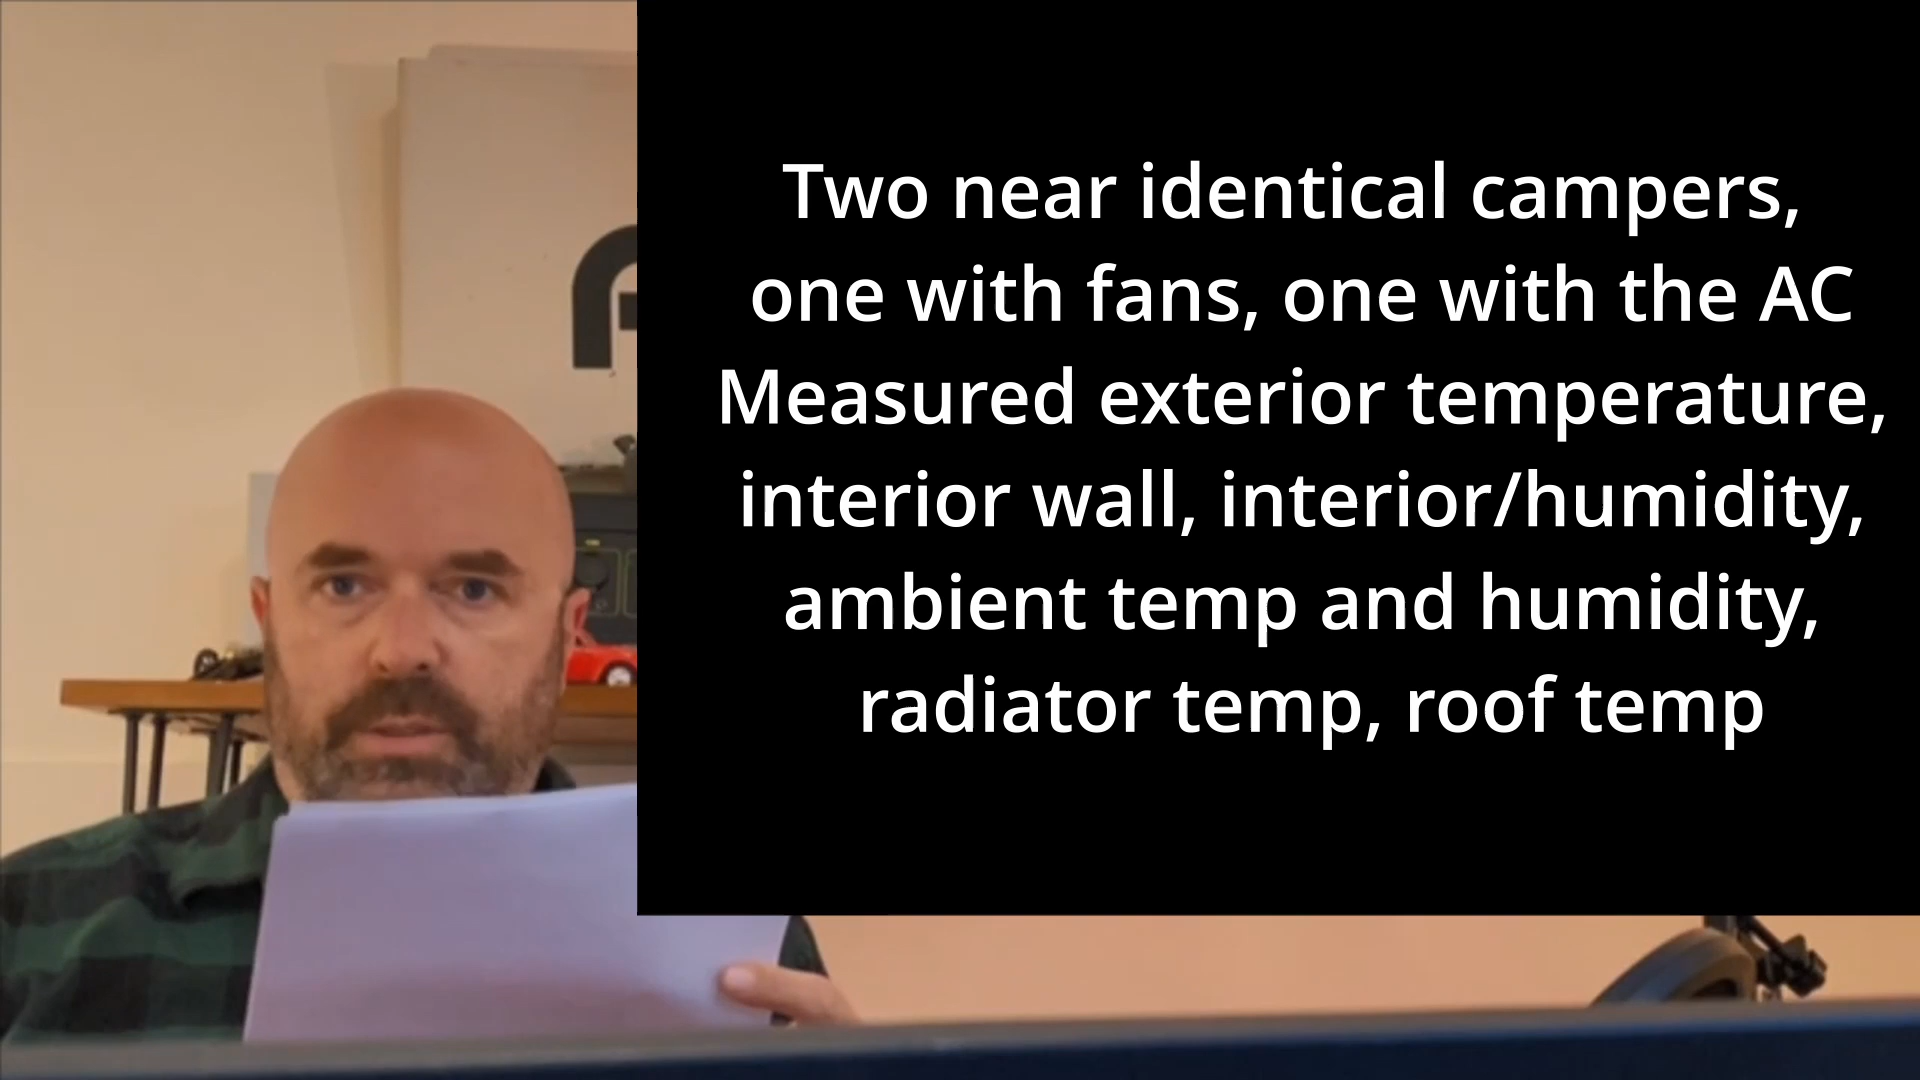 Two near identical campers,
one with fans, one with the AC
Measured exterior temperature,
interior wall, interior/humidity,
ambient temp and humidity,
radiator temp, roof temp